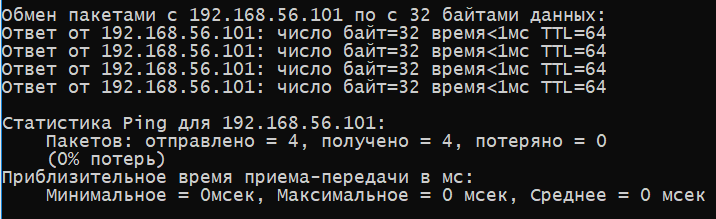 Обмен пакетами с 192.168.56.101 по с 32 байтами данных:
Ответ от 192.168.56.101: число байт=32 время<1мс TTL=64
Ответ от 192.168.56.101: число байт=32 время<1мс TTL=64
Ответ от 192.168.56.101: число байт=32 время<1мс TTL=64
Ответ от 192.168.56.101: число байт=32 время<1мс TTL=64
Статистика Ping для 192.168.56.101:
Пакетов: отправлено = 4, получено = 4, потеряно = 0
(0% потерь)
Приблизительное время приема-передачи в мс:
Минимальное = 0мсек, Максимальное = 0 мсек, Среднее = 0 мсек